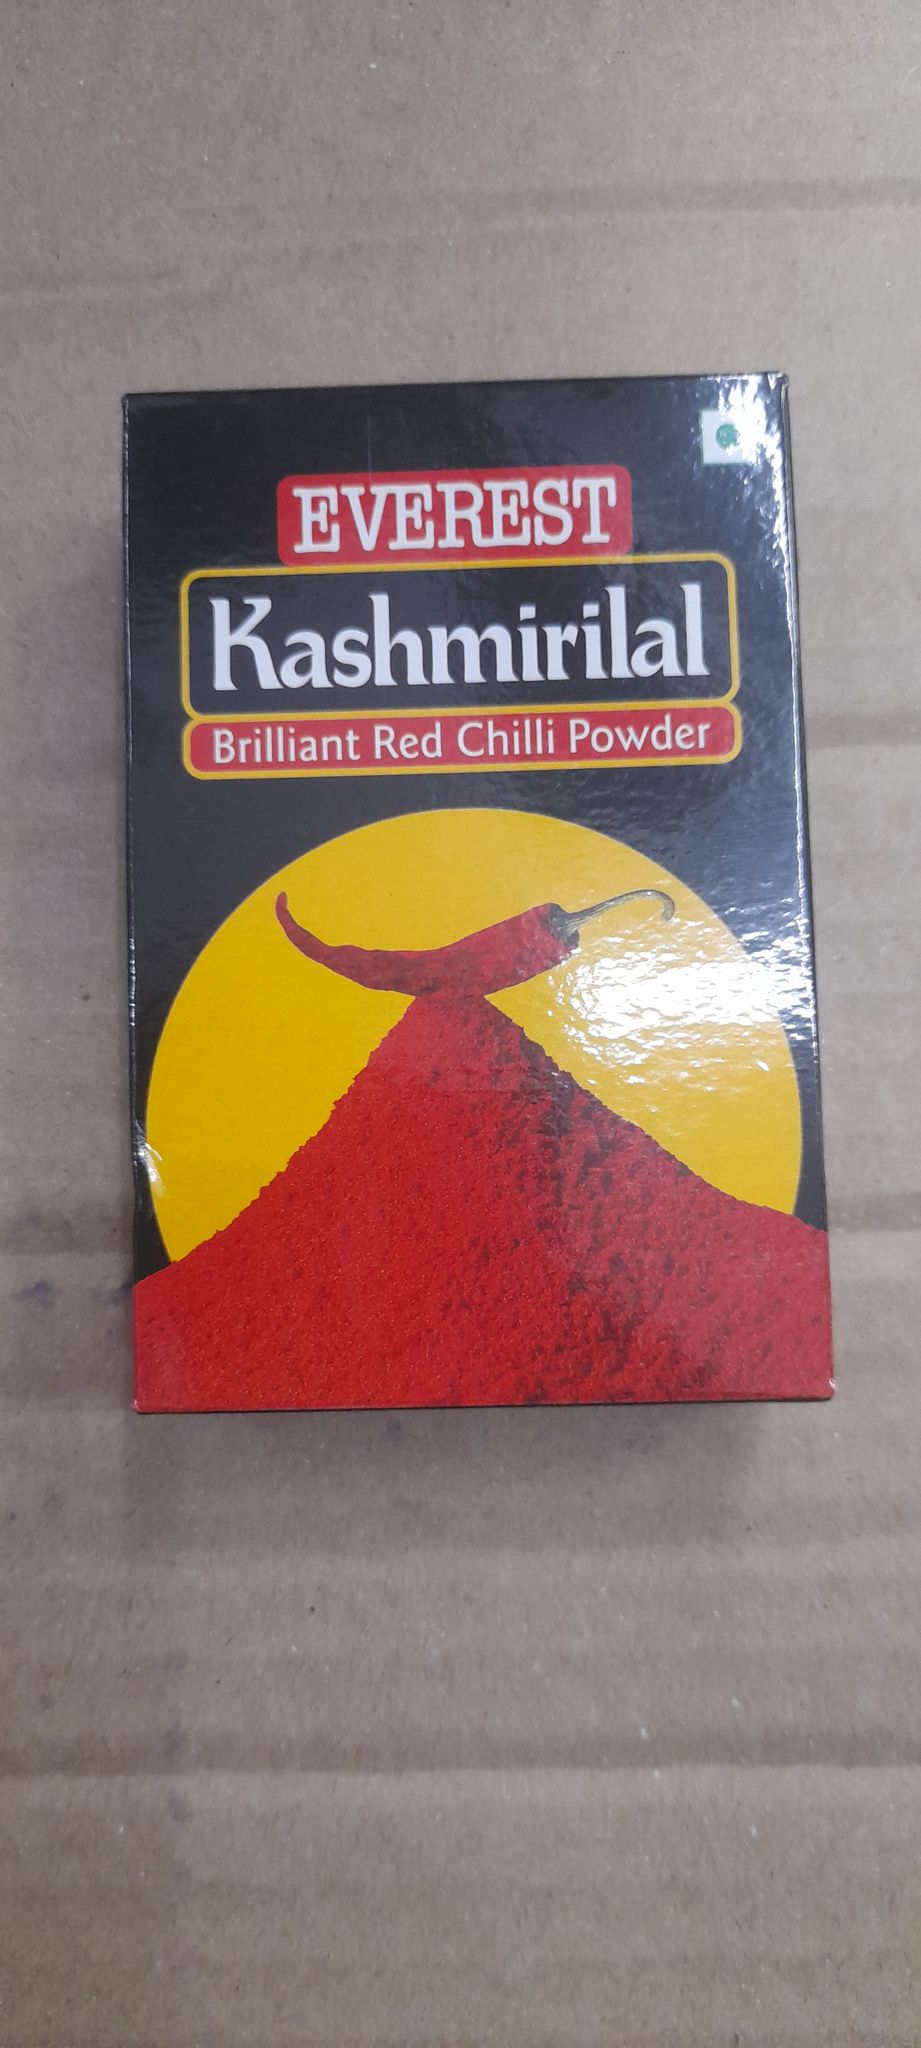 EVEREST
Kashmirilal
Brilliant Red Chilli Powder